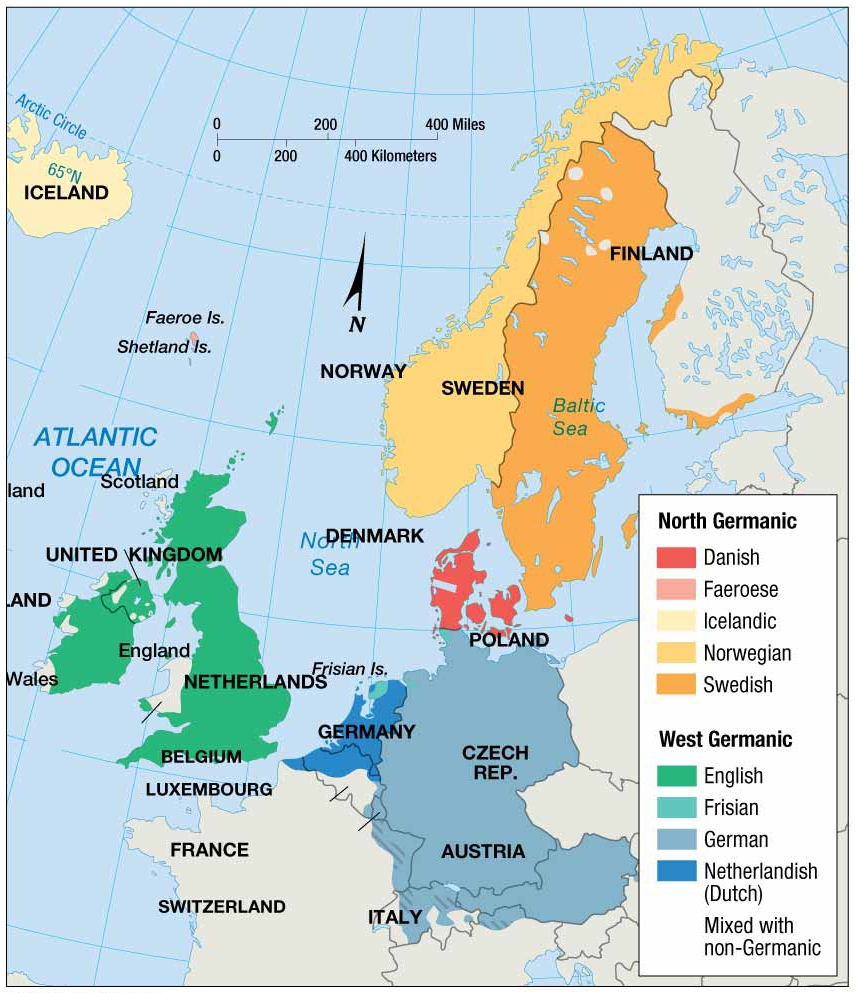 Arctic Circle
65°N
ICELAND
0 200 400 Miles
0 200 400 Kilometers
N
FINLAND
Faeroe Is.
Shetland Is.
NORWAY
SWEDEN
Baltic
Sea
ATLANTIC
OCEAN
Scotland
land
North
Sea
DENMARK
UNITED KINGDOM
LAND
England
Wales
POLAND
Frisian Is.
NETHERLANDS
GERMANY
BELGIUM
CZECH
REP.
LUXEMBOURG
FRANCE
AUSTRIA
SWITZERLAND
ITALY
North Germanic
Danish
Faeroese
Icelandic
Norwegian
Swedish
West Germanic
English
Frisian
German
Netherlandish
(Dutch)
Mixed with
non-Germanic